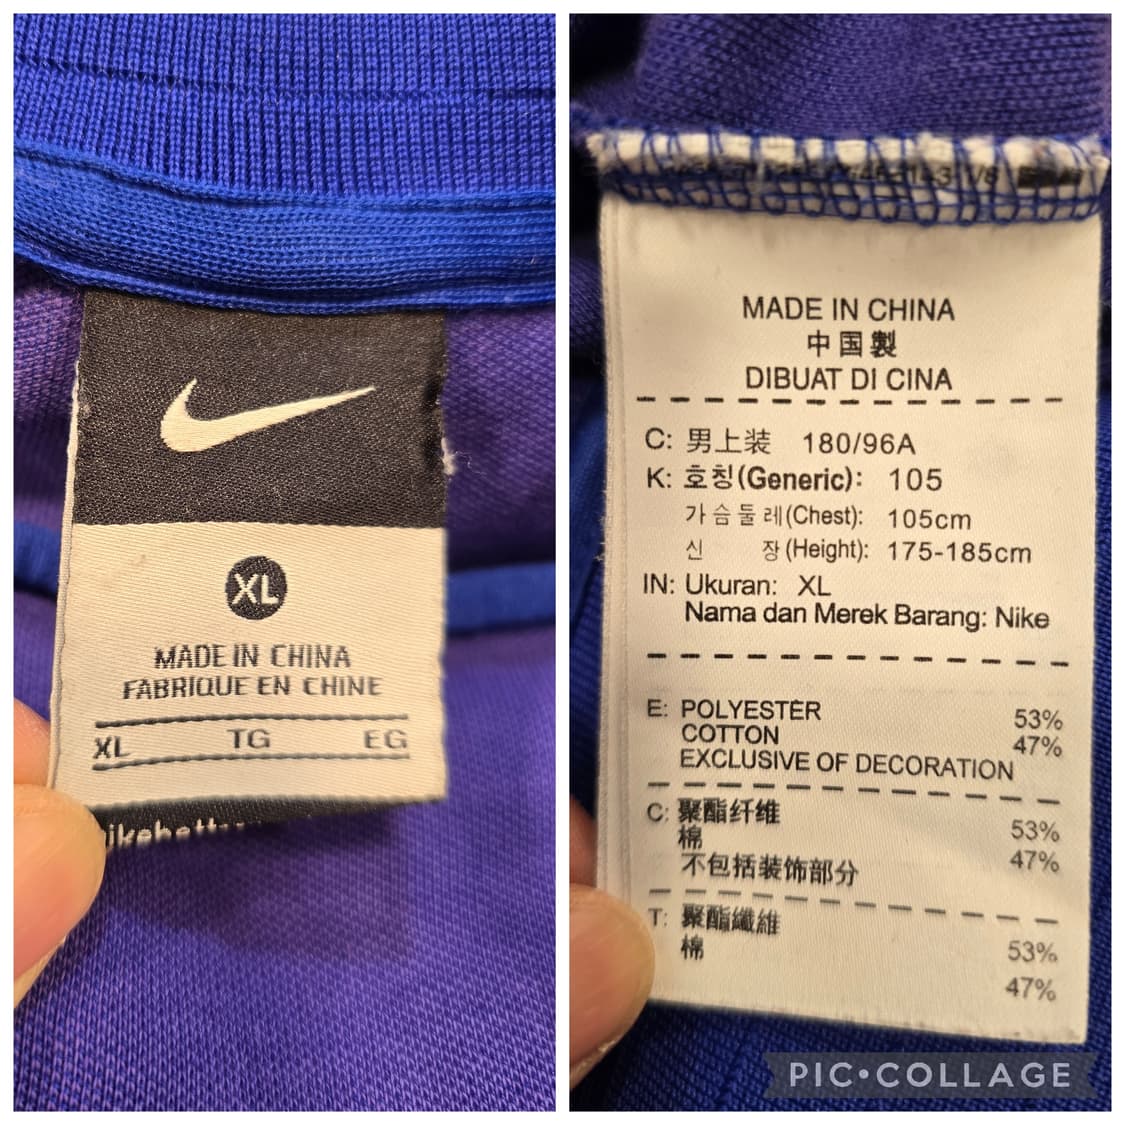 XL
MADE IN CHINA
FABRIQUE EN CHINE
XL TG EG
MADE IN CHINA
中国製
DIBUAT DI CINA
C: 男上装 180/96A
K: 호칭(Generic): 105
가슴둘레(Chest): 105cm
신 장(Height): 175-185cm
IN: Ukuran: XL
Nama dan Merek Barang: Nike
E: POLYESTER 53%
COTTON 47%
EXCLUSIVE OF DECORATION
C: 聚酯纤维 53%
棉 47%
不包括装饰部分
T: 聚酯纖維 53%
棉 47%
PIC•COLLAGE